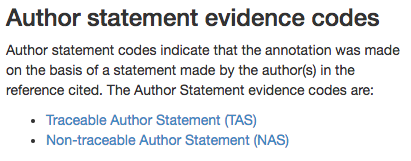 Author statement evidence codes
Author statement codes indicate that the annotation was made
on the basis of a statement made by the author(s) in the
reference cited. The Author Statement evidence codes are:
• Traceable Author Statement (TAS)
• Non-traceable Author Statement (NAS)